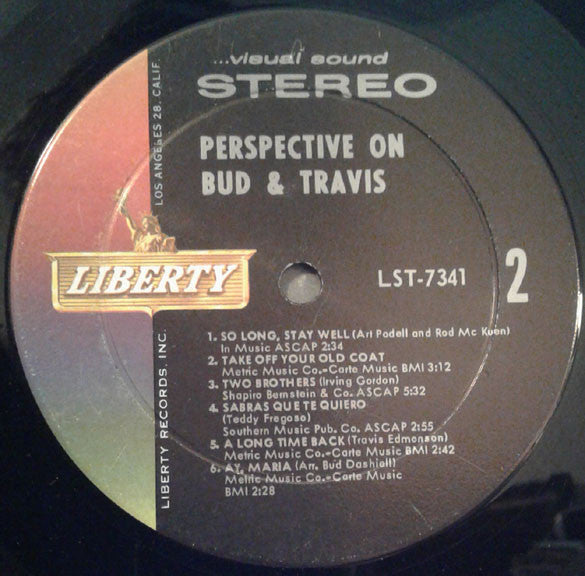 ...visual sound
STEREO
PERSPECTIVE ON
BUD & TRAVIS
LIBERTY
LST-7341
2
1. SO LONG, STAY WELL (Art Podell and Rod Mc Kuen)
In Music ASCAP 2:34
2. TAKE OFF YOUR OLD COAT
Metric Music Co.-Carte Music BMI 3:12
3. TWO BROTHERS (Irving Gordon)
Shapiro Bernstein & Co. ASCAP 5:32
4. SABRAS QUE TE QUIERO
(Teddy Fregoso)
Southern Music Pub. Co. ASCAP 2:55
5. A LONG TIME BACK (Travis Edmonson)
Metric Music Co.-Carte Music BMI 2:42
6. AY, MARIA (Arr. Bud Dashiell)
Metric Music Co.-Carte Music
BMI 2:28
LIBERTY RECORDS, INC.
LOS ANGELES 28, CALIF.